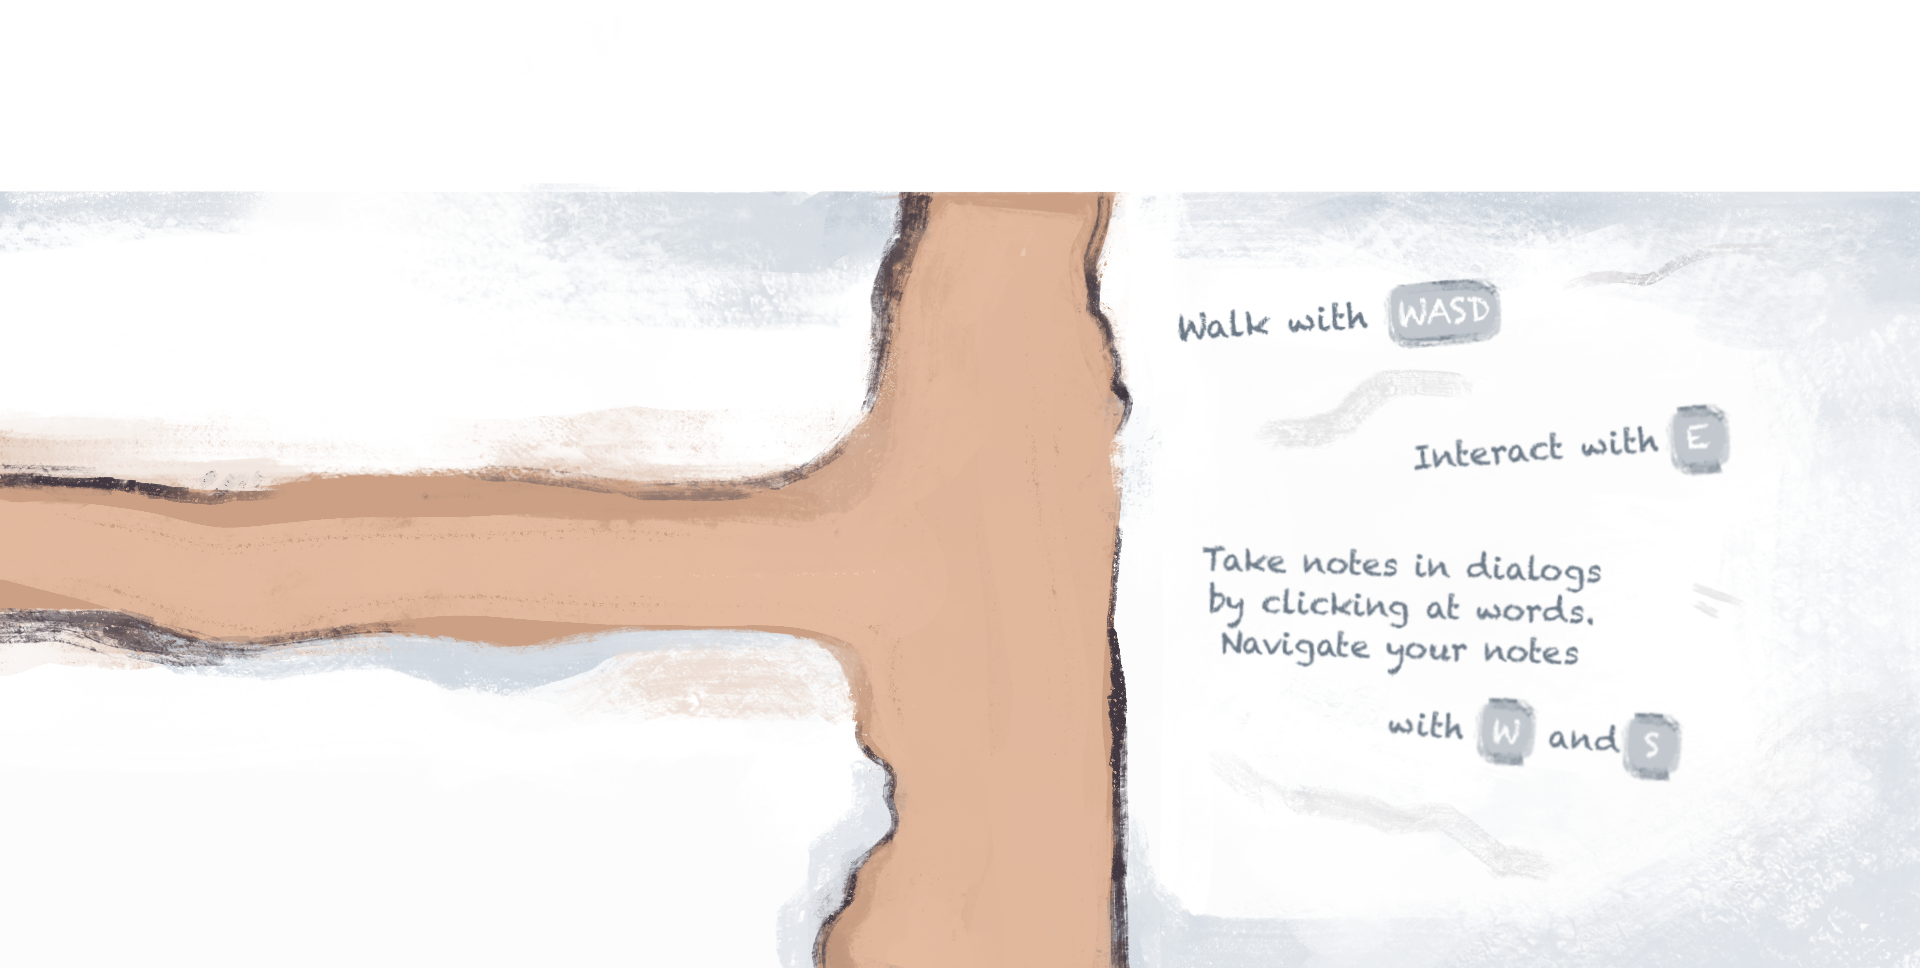 Walk with WASD
Interact with E
Take notes in dialogs
by clicking at words.
Navigate your notes
with W and S